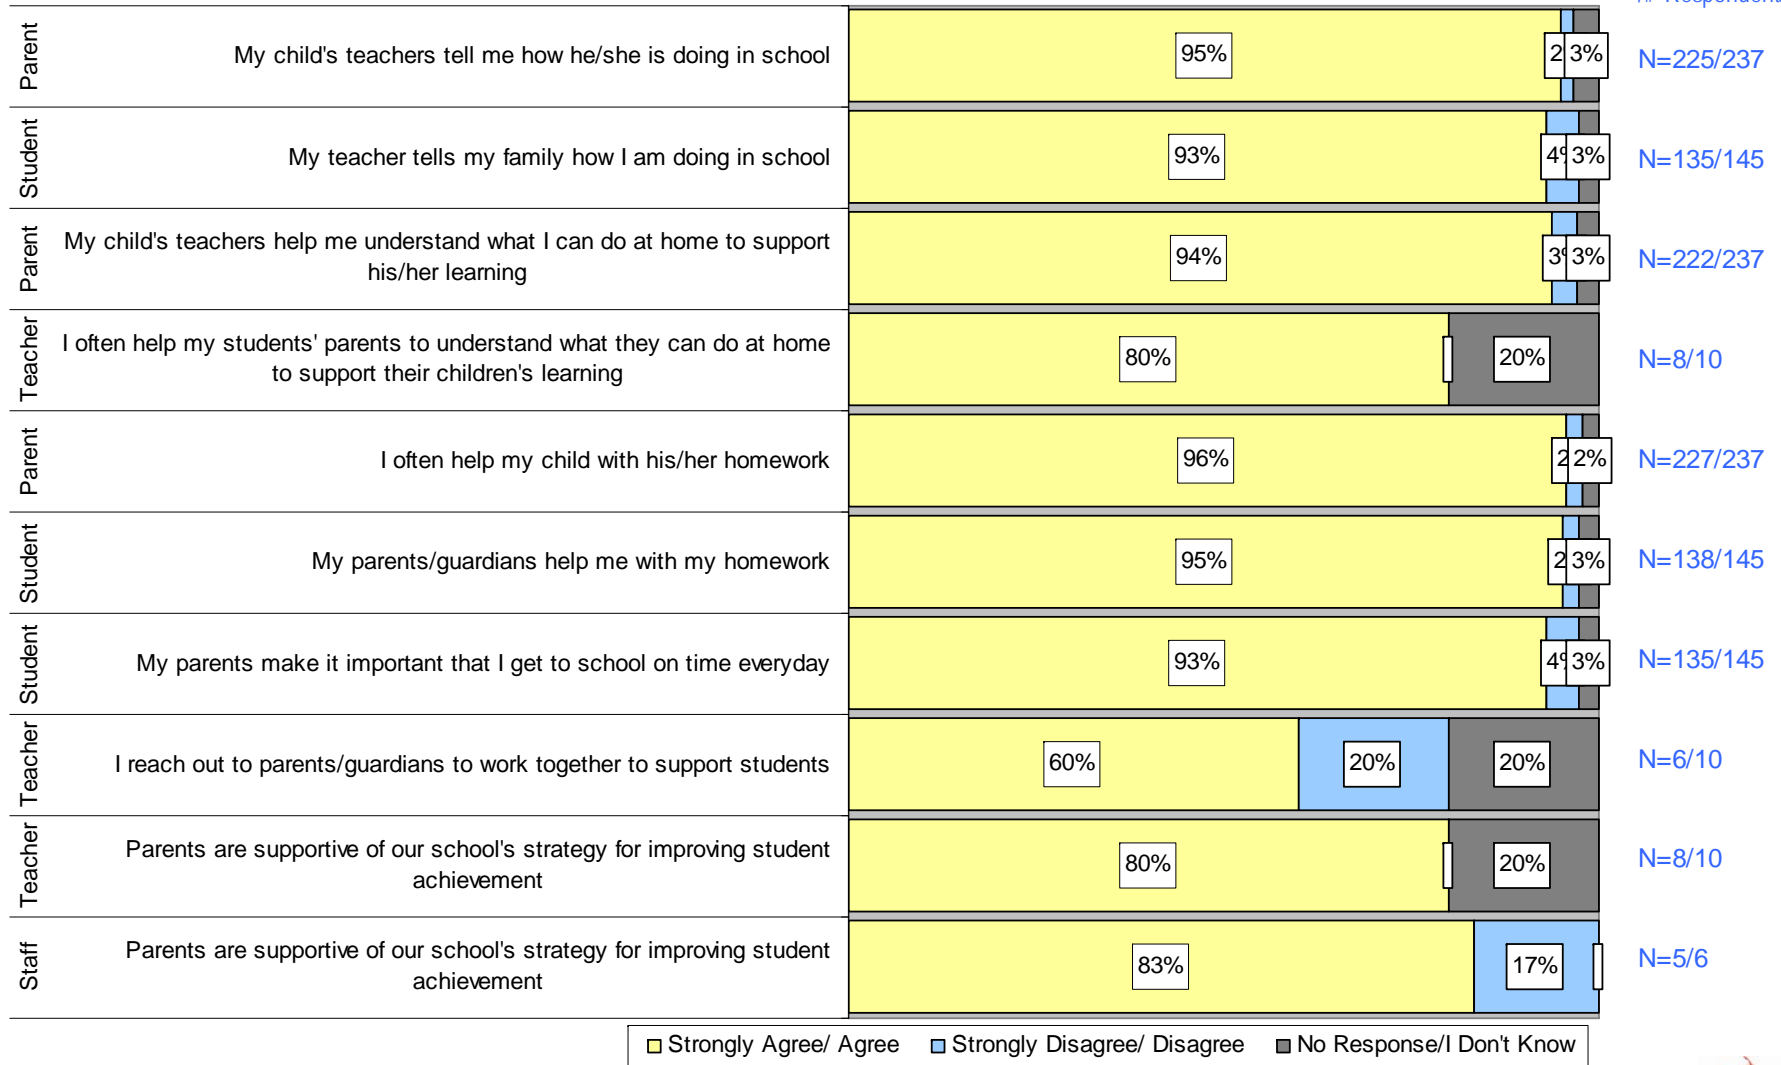 # Respondent
Parent
My child's teachers tell me how he/she is doing in school
95%
2
3%
N=225/237
Student
My teacher tells my family how I am doing in school
93%
4%
3%
N=135/145
Parent
My child's teachers help me understand what I can do at home to support
his/her learning
94%
3%
3%
N=222/237
Teacher
I often help my students' parents to understand what they can do at home
to support their children's learning
80%
20%
N=8/10
Parent
I often help my child with his/her homework
96%
2
2%
N=227/237
Student
My parents/guardians help me with my homework
95%
2
3%
N=138/145
Student
My parents make it important that I get to school on time everyday
93%
4%
3%
N=135/145
Teacher
I reach out to parents/guardians to work together to support students
60%
20%
20%
N=6/10
Teacher
Parents are supportive of our school's strategy for improving student
achievement
80%
20%
N=8/10
Staff
Parents are supportive of our school's strategy for improving student
achievement
83%
17%
N=5/6
Strongly Agree/ Agree
Strongly Disagree/ Disagree
No Response/I Don't Know